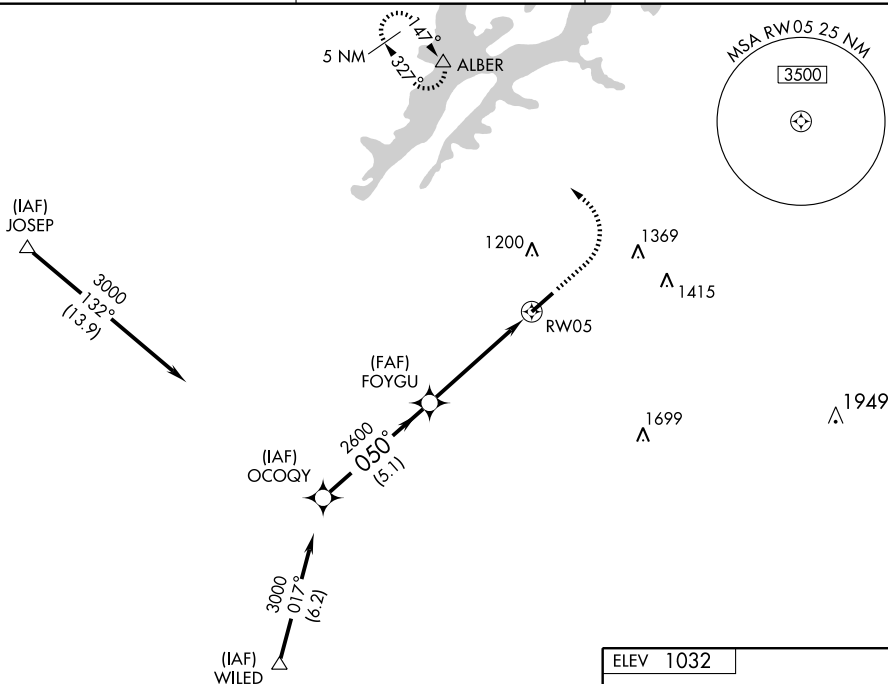 147°
5 NM
327°
ALBER
MSA RW05 25 NM
3500
(IAF)
JOSEP
3000
132°
(13.9)
1200
1369
1415
RW05
(FAF)
FOYGU
2600
050°
(5.1)
1699
1949
(IAF)
OCOQY
3000
017°
(6.2)
(IAF)
WILED
ELEV 1032